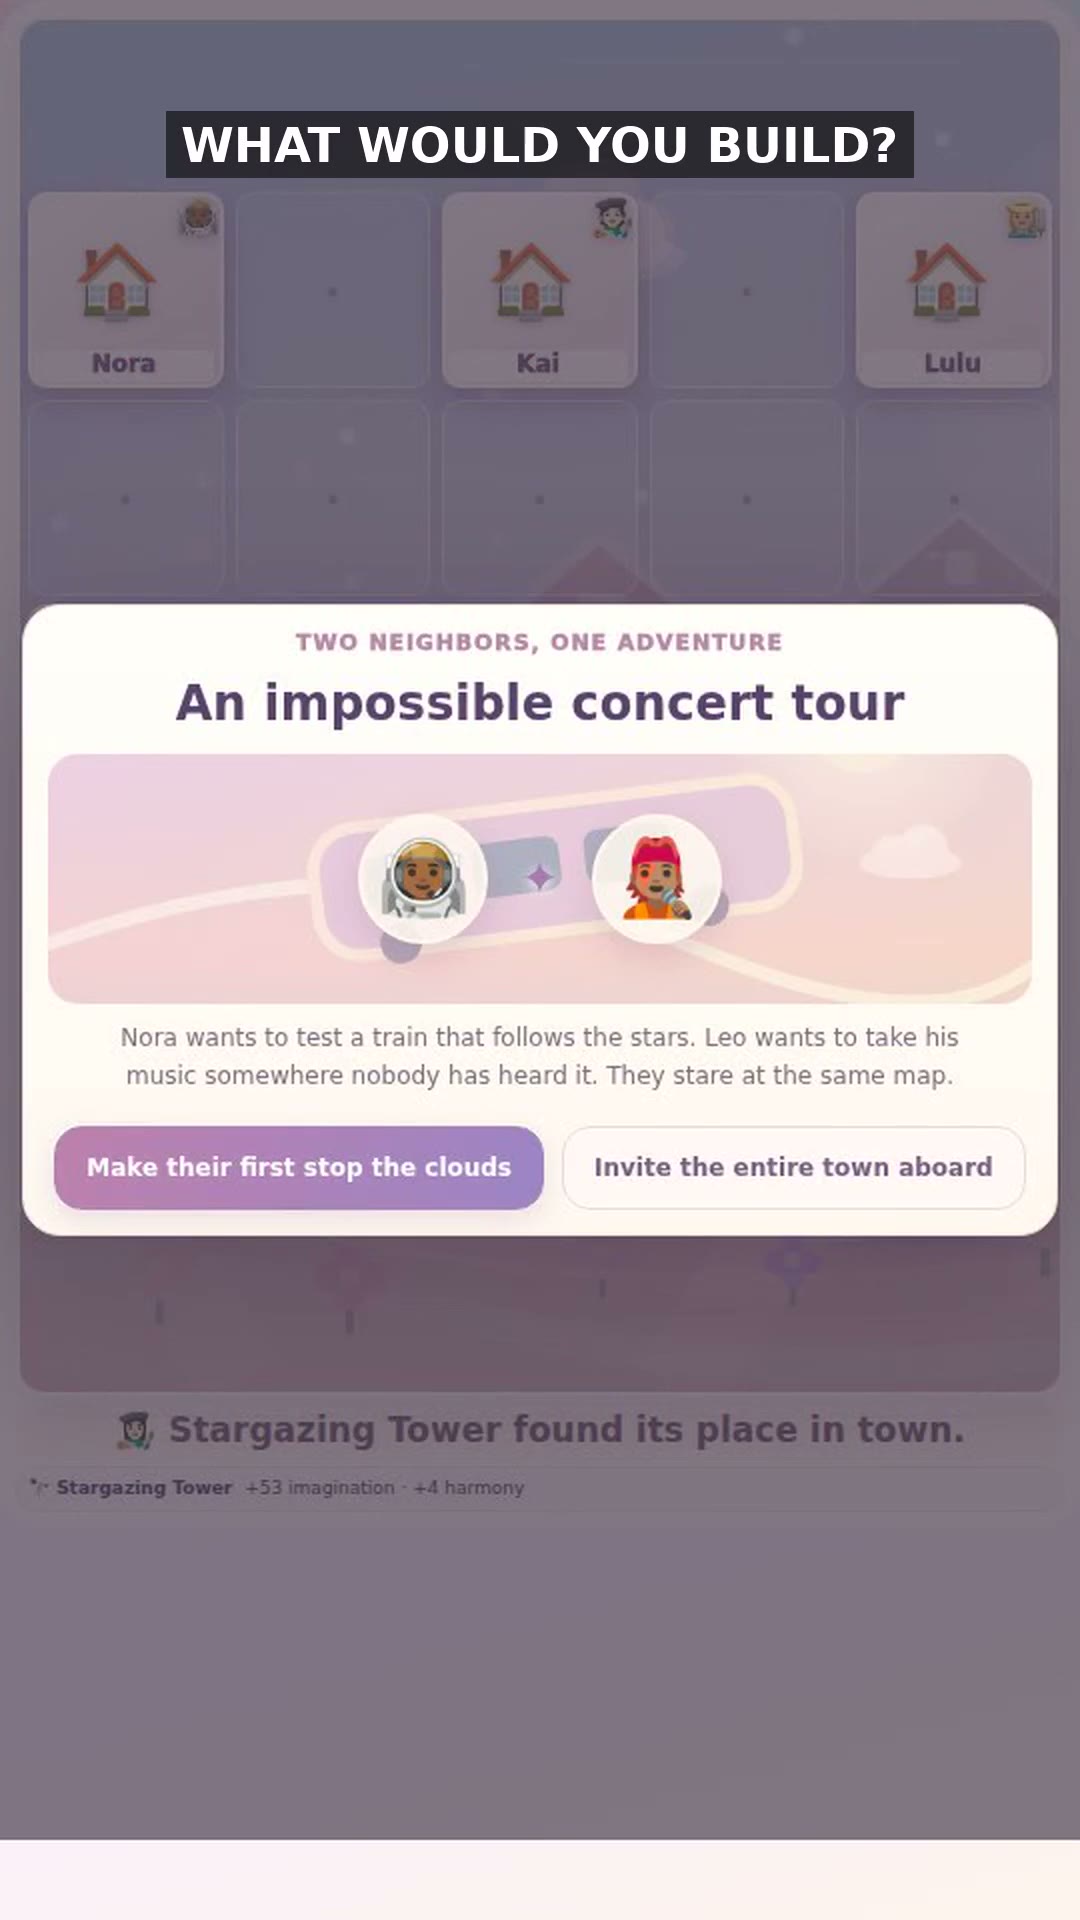 WHAT WOULD YOU BUILD?
Nora
Kai
Lulu
TWO NEIGHBORS, ONE ADVENTURE
An impossible concert tour
Nora wants to test a train that follows the stars. Leo wants to take his
music somewhere nobody has heard it. They stare at the same map.
Make their first stop the clouds
Invite the entire town aboard
Stargazing Tower found its place in town.
Stargazing Tower +53 imagination · +4 harmony